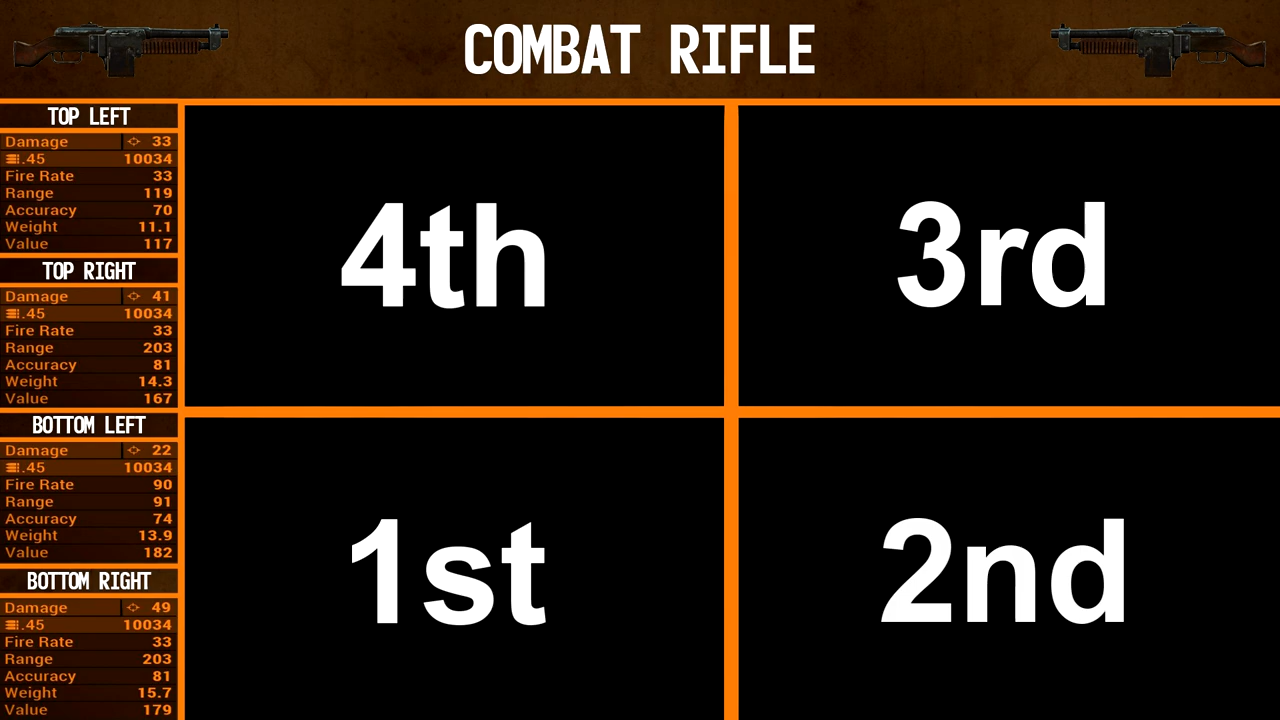 COMBAT RIFLE
TOP LEFT
Damage 33
.45 10034
Fire Rate 33
Range 119
Accuracy 70
Weight 11.1
Value 117
TOP RIGHT
Damage 41
.45 10034
Fire Rate 33
Range 203
Accuracy 81
Weight 14.3
Value 167
BOTTOM LEFT
Damage 22
.45 10034
Fire Rate 90
Range 91
Accuracy 74
Weight 13.9
Value 182
BOTTOM RIGHT
Damage 49
.45 10034
Fire Rate 33
Range 203
Accuracy 81
Weight 15.7
Value 179
4th
3rd
1st
2nd